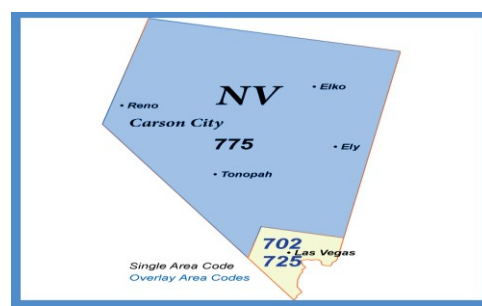 NV
• Elko
• Reno
Carson City
775
• Ely
• Tonopah
702
• Las Vegas
725
Single Area Code
Overlay Area Codes